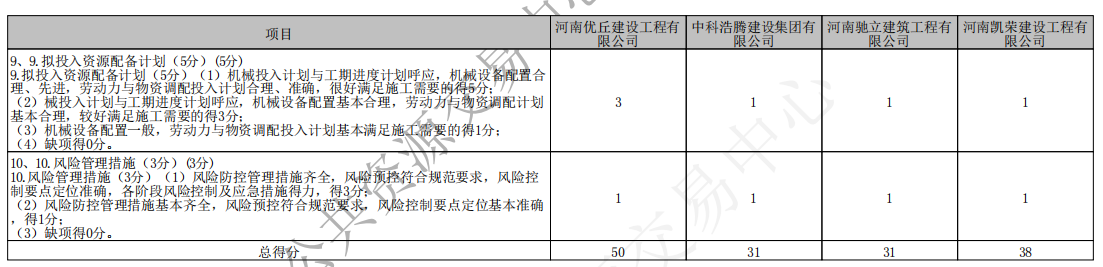 项目
河南优丘建设工程有
限公司
中科浩腾建设集团有
限公司
河南驰立建筑工程有
限公司
河南凯荣建设工程有
限公司
9、9.拟投入资源配备计划（5分）(5分)
9.拟投入资源配备计划（5分）（1）机械投入计划与工期进度计划呼应，机械设备配置合
理、先进，劳动力与物资调配投入计划合理、准确，很好满足施工需要的得5分；
（2）械投入计划与工期进度计划呼应，机械设备配置基本合理，劳动力与物资调配计划
基本合理，较好满足施工需要的得3分；
（3）机械设备配置一般，劳动力与物资调配投入计划基本满足施工需要的得1分；
（4）缺项得0分。
3
1
1
1
10、10.风险管理措施（3分）(3分)
10.风险管理措施（3分）（1）风险防控管理措施齐全，风险预控符合规范要求，风险控
制要点定位准确，各阶段风险控制及应急措施得力，得3分；
（2）风险防控管理措施基本齐全，风险预控符合规范要求，风险控制要点定位基本准确
，得1分；
（3）缺项得0分。
1
1
1
1
总得分
50
31
31
38
公共资源交易中心
交易中心